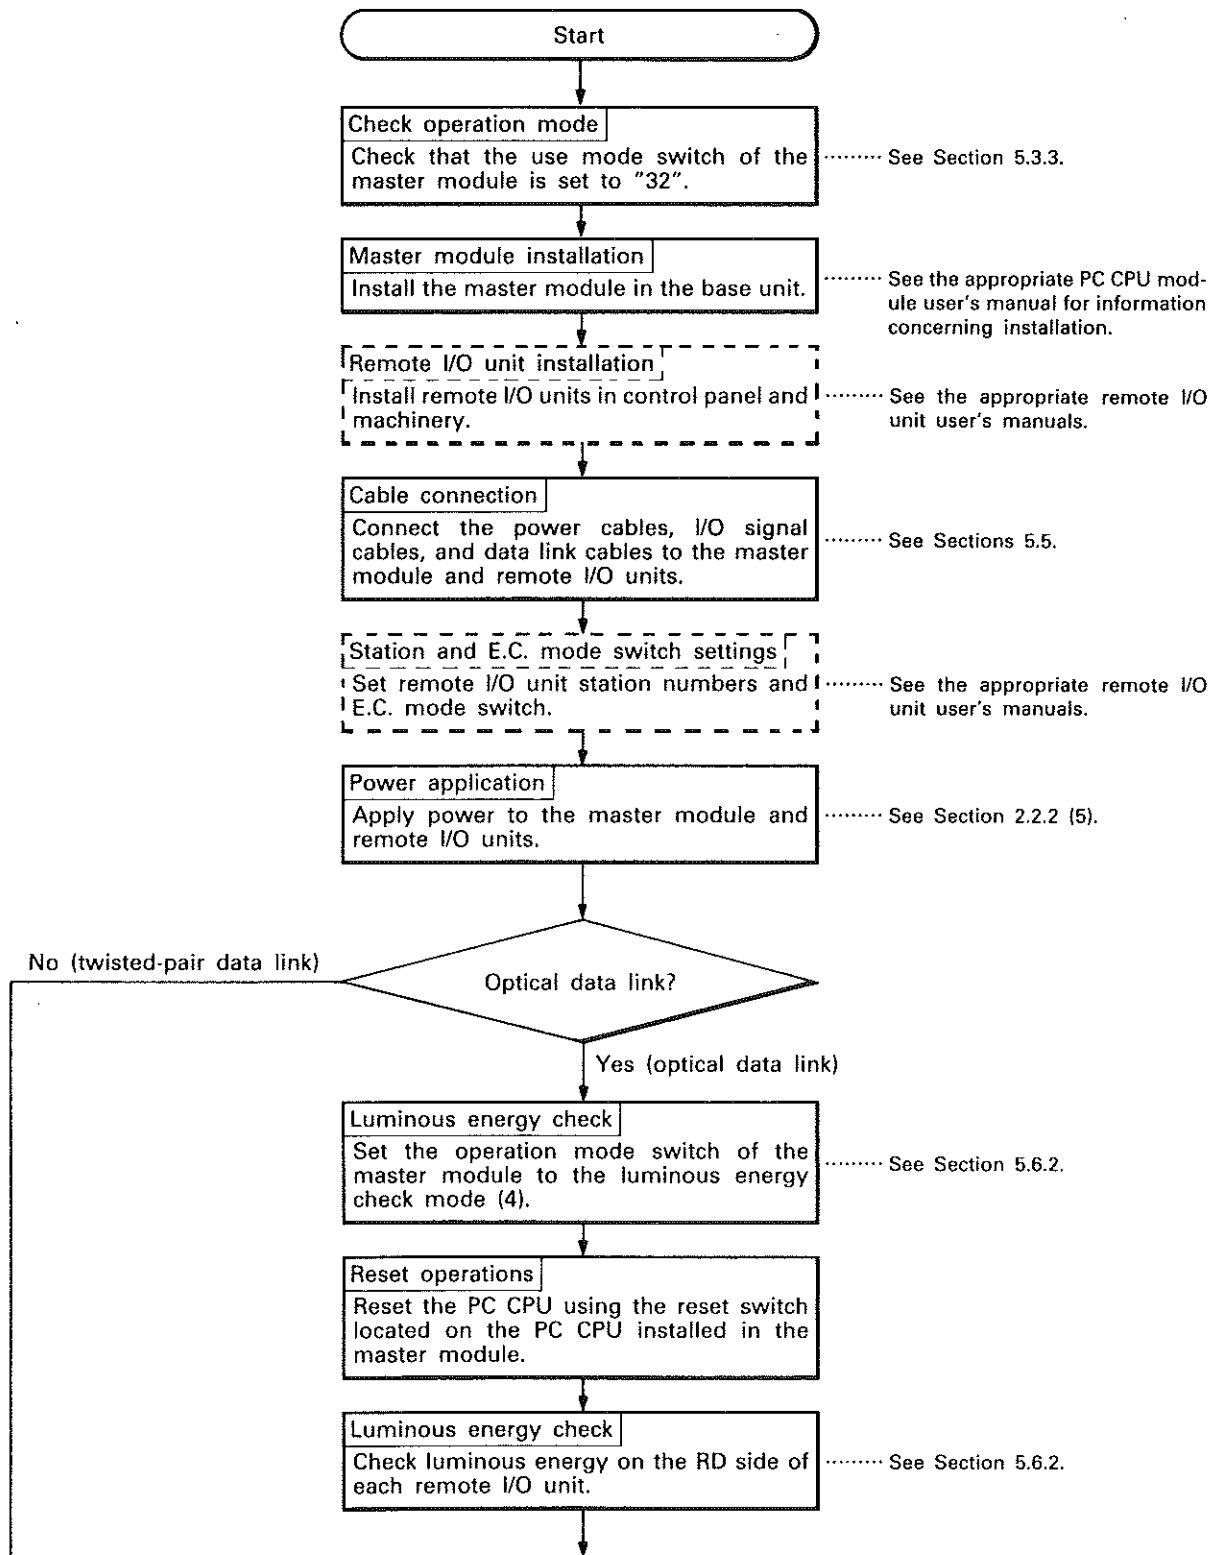 Start
Check operation mode
Check that the use mode switch of the
master module is set to "32".
········ See Section 5.3.3.
Master module installation
Install the master module in the base unit.
········ See the appropriate PC CPU mod-
ule user's manual for information
concerning installation.
Remote I/O unit installation
Install remote I/O units in control panel and
machinery.
········ See the appropriate remote I/O
unit user's manuals.
Cable connection
Connect the power cables, I/O signal
cables, and data link cables to the master
module and remote I/O units.
········ See Sections 5.5.
Station and E.C. mode switch settings
Set remote I/O unit station numbers and
E.C. mode switch.
········ See the appropriate remote I/O
unit user's manuals.
Power application
Apply power to the master module and
remote I/O units.
········ See Section 2.2.2 (5).
No (twisted-pair data link)
Optical data link?
Yes (optical data link)
Luminous energy check
Set the operation mode switch of the
master module to the luminous energy
check mode (4).
········ See Section 5.6.2.
Reset operations
Reset the PC CPU using the reset switch
located on the PC CPU installed in the
master module.
Luminous energy check
Check luminous energy on the RD side of
each remote I/O unit.
········ See Section 5.6.2.